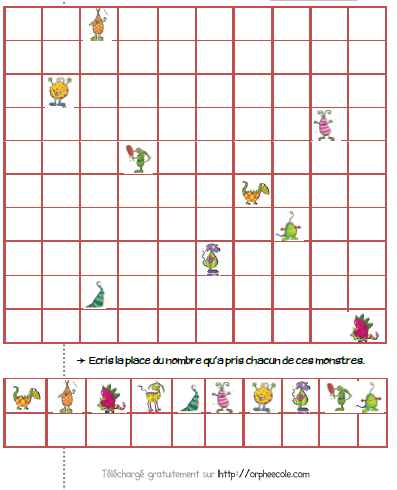 → Ecris la place du nombre qu'a pris chacun de ces monstres.
Téléchargé gratuitement sur http://orpheecole.com